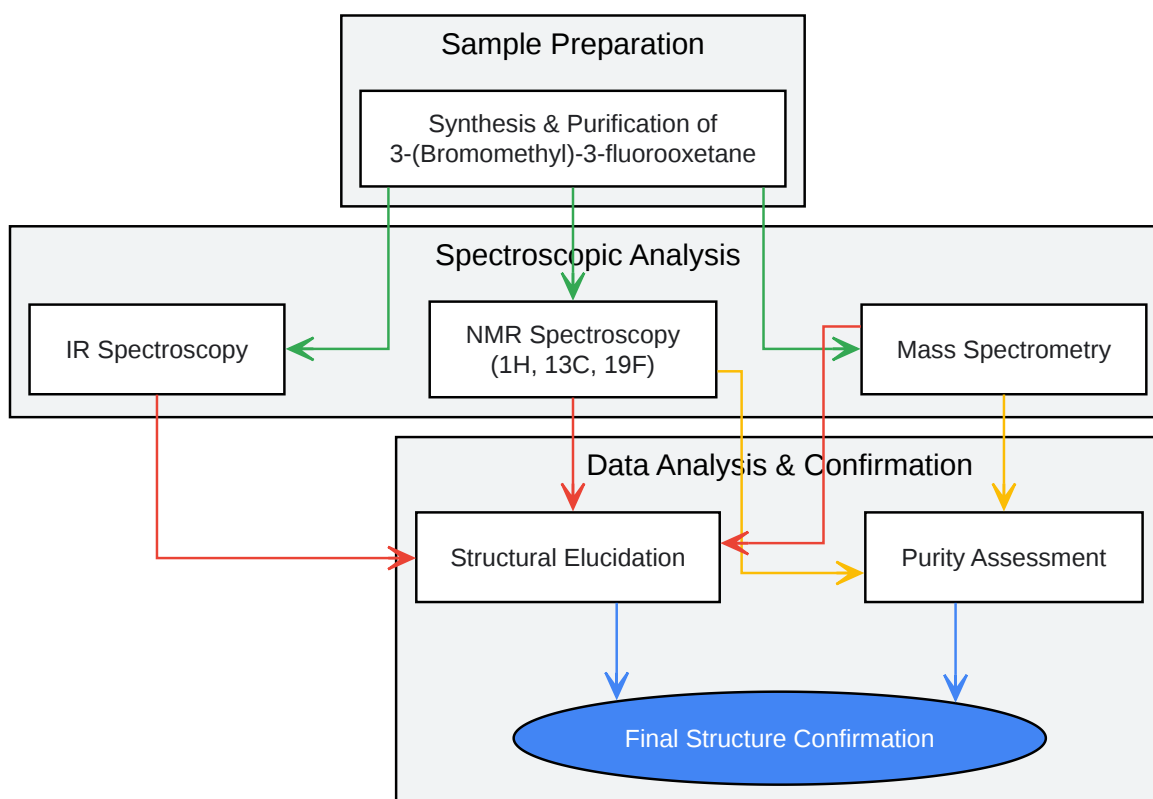 Sample Preparation
Synthesis & Purification of
3-(Bromomethyl)-3-fluorooxetane
Spectroscopic Analysis
IR Spectroscopy
NMR Spectroscopy
(1H, 13C, 19F)
Mass Spectrometry
Data Analysis & Confirmation
Structural Elucidation
Purity Assessment
Final Structure Confirmation